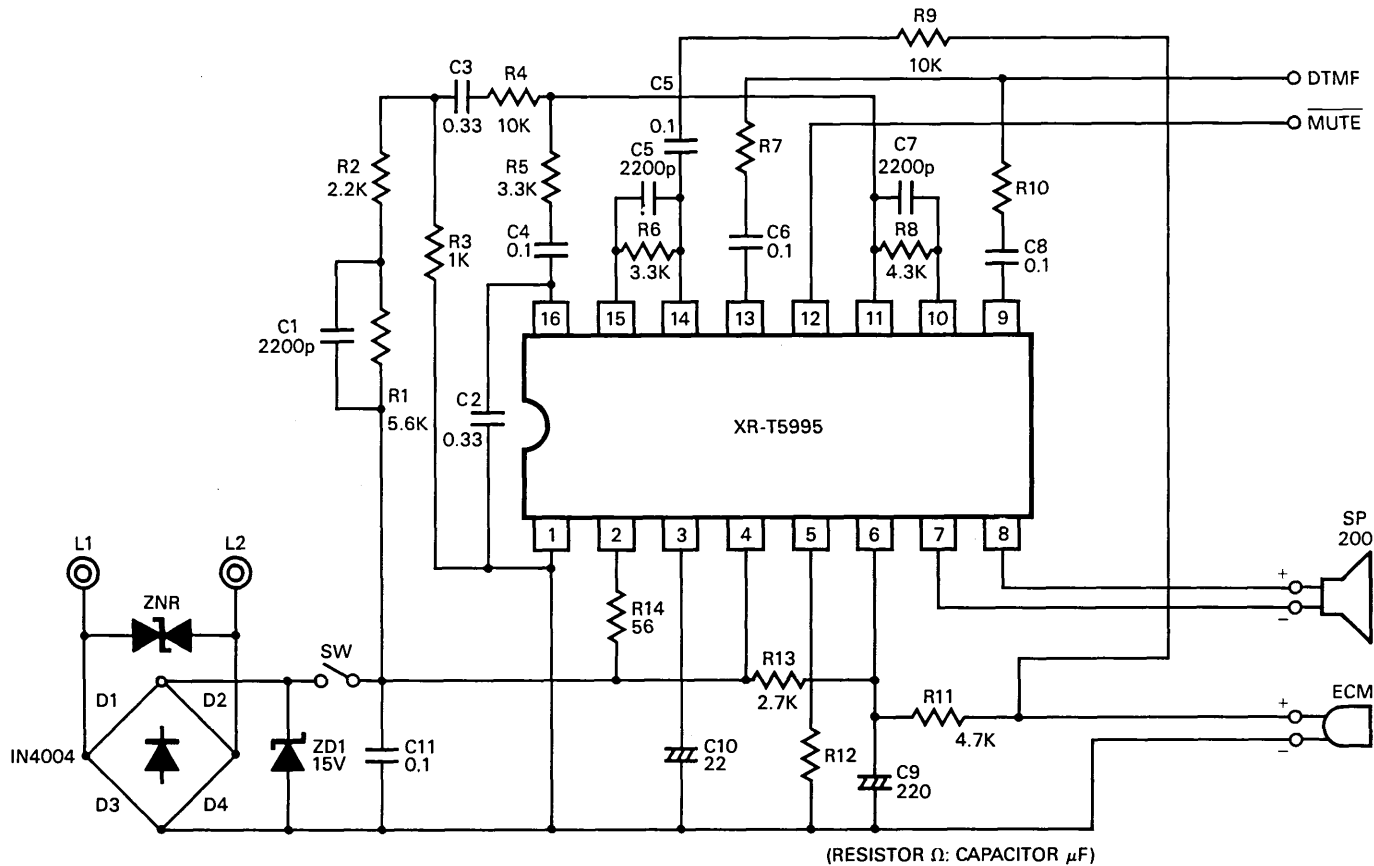 R9
10K
DTMF
MUTE
C3
0.33
R4
10K
C5
0.1
C5
2200p
R7
C7
2200p
R2
2.2K
R5
3.3K
R10
R3
1K
C4
0.1
R6
3.3K
C6
0.1
R8
4.3K
C8
0.1
16
15
14
13
12
11
10
9
C1
2200p
R1
5.6K
C2
0.33
XR-T5995
1
2
3
4
5
6
7
8
SP
200
+
−
L1
L2
ZNR
R14
56
SW
R13
2.7K
R11
4.7K
ECM
+
−
D1
D2
IN4004
D3
D4
ZD1
15V
C11
0.1
C10
22
R12
C9
220
(RESISTOR Ω: CAPACITOR μF)